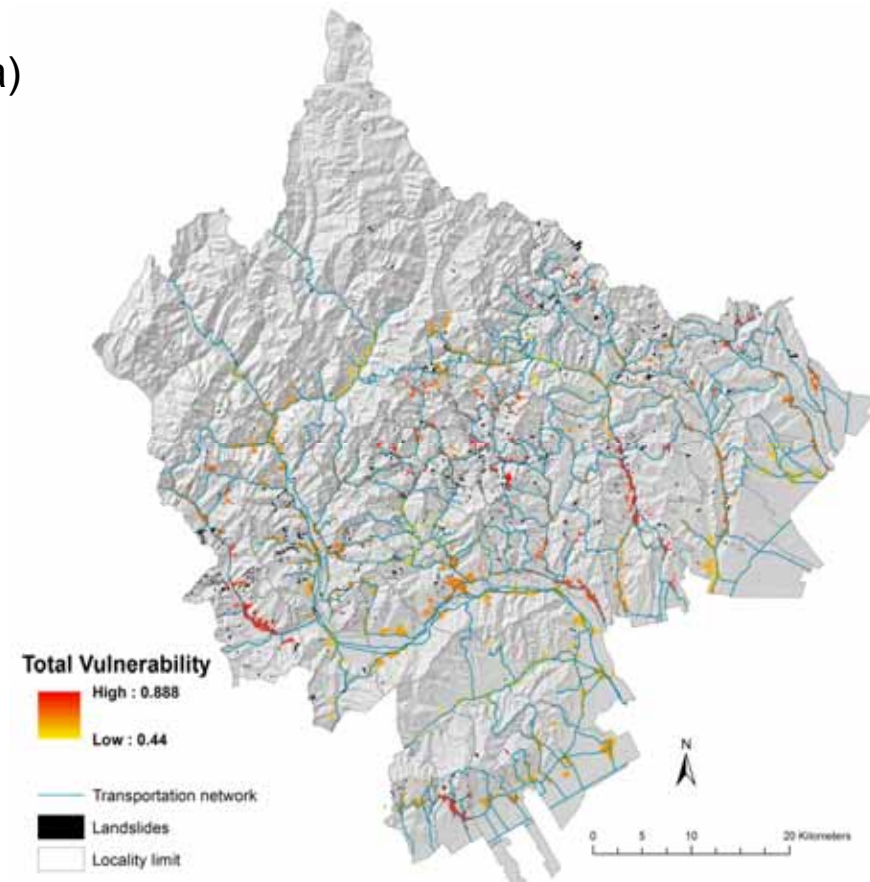 a)
Total Vulnerability
High : 0.888
Low : 0.44
Transportation network
Landslides
Locality limit
N
0 5 10 20 Kilometers